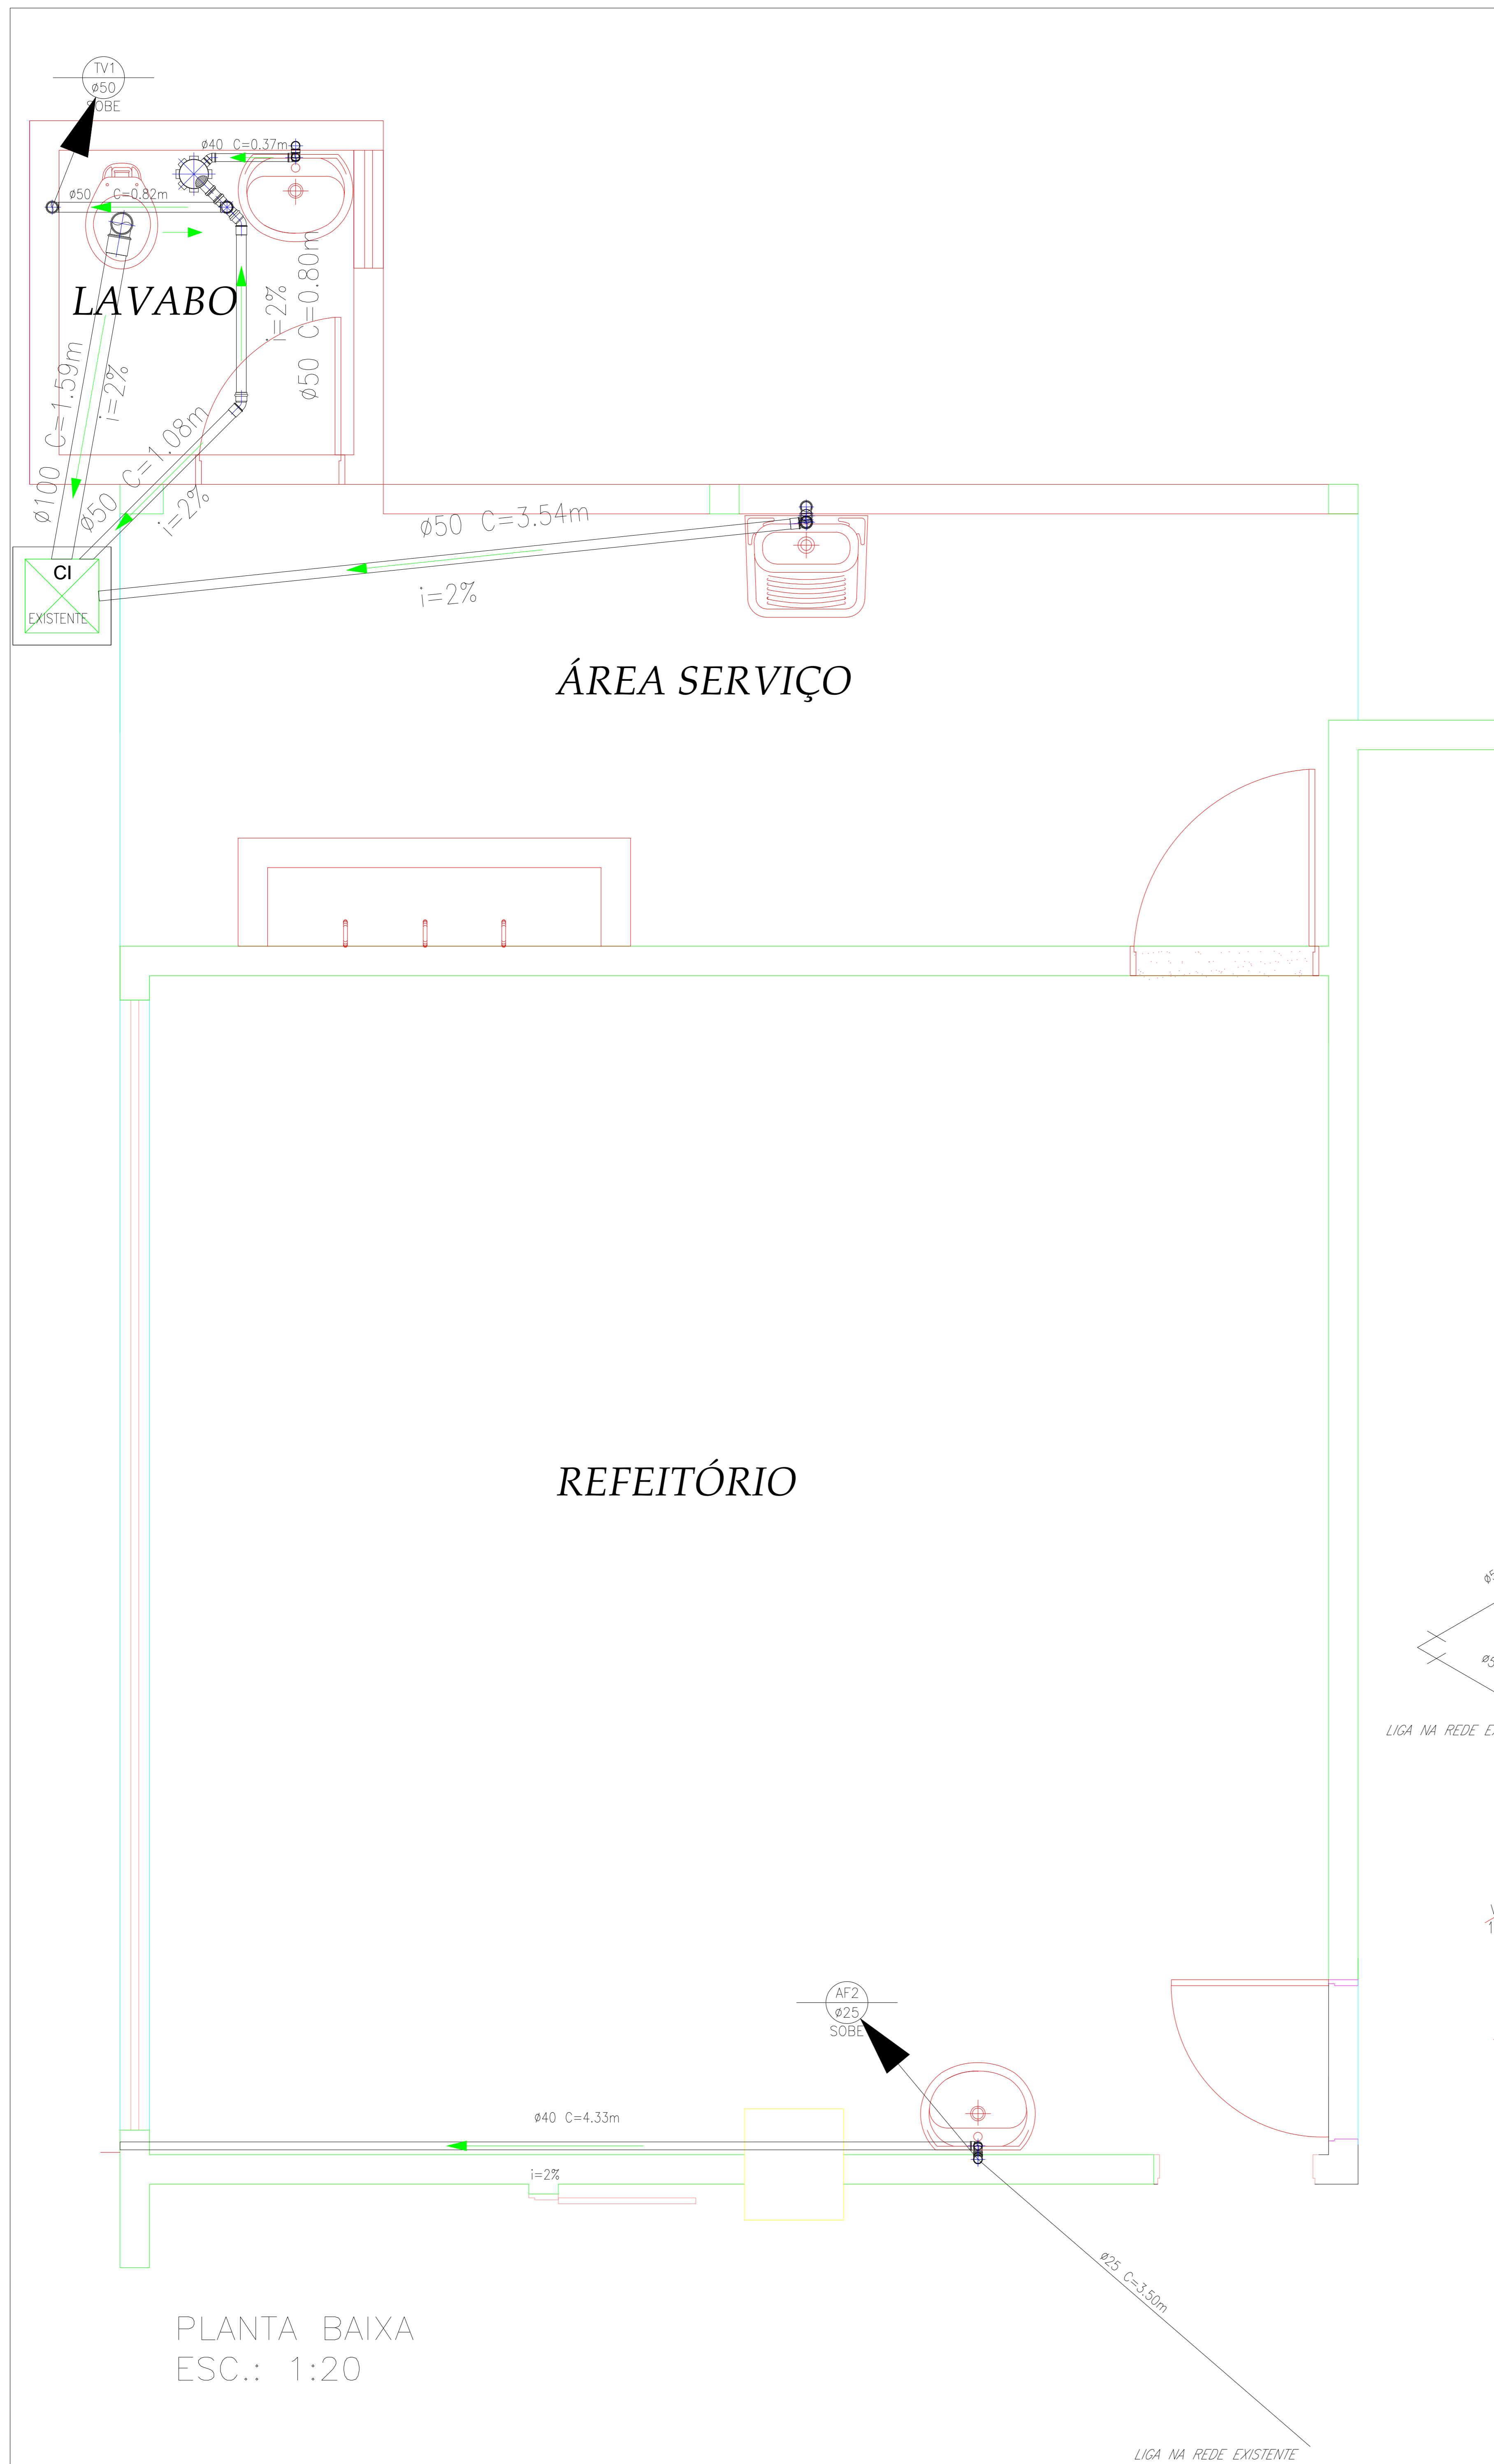 TV1
ø50
SOBE
ø40 C=0.37m
ø50 C=0.82m
LAVABO
i=2%
ø50 C=0.80m
ø100 C=1.59m
i=2%
ø50 C=1.08m
i=2%
ø50 C=3.54m
i=2%
CI
EXISTENTE
ÁREA SERVIÇO
REFEITÓRIO
LIGA NA REDE
AF2
ø25
SOBE
ø40 C=4.33m
i=2%
ø25 C=3.50m
PLANTA BAIXA
ESC.: 1:20
LIGA NA REDE EXISTENTE